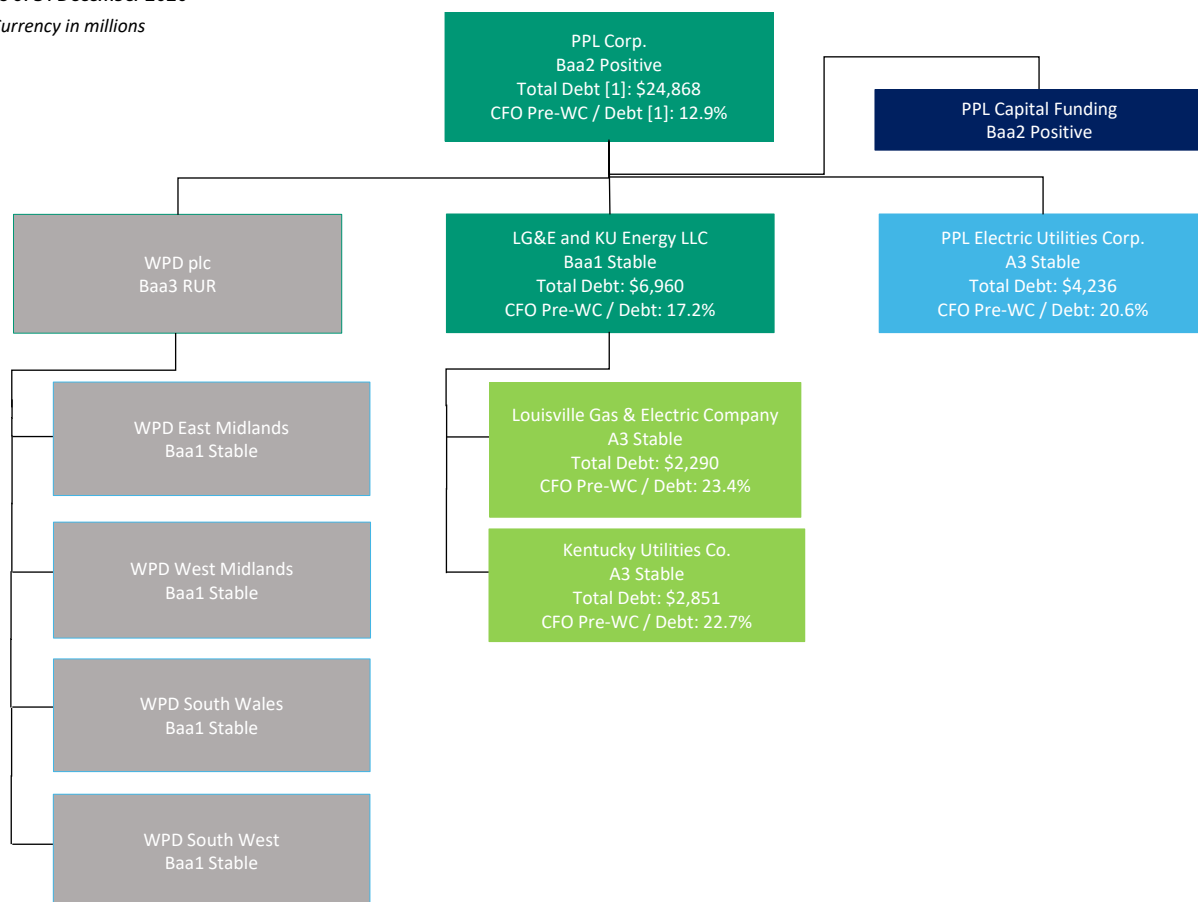 31 December 2020
Currency in millions
PPL Corp.
Baa2 Positive
Total Debt [1]: $24,868
CFO Pre-WC / Debt [1]: 12.9%
PPL Capital Funding
Baa2 Positive
WPD plc
Baa3 RUR
LG&E and KU Energy LLC
Baa1 Stable
Total Debt: $6,960
CFO Pre-WC / Debt: 17.2%
PPL Electric Utilities Corp.
A3 Stable
Total Debt: $4,236
CFO Pre-WC / Debt: 20.6%
WPD East Midlands
Baa1 Stable
Louisville Gas & Electric Company
A3 Stable
Total Debt: $2,290
CFO Pre-WC / Debt: 23.4%
WPD West Midlands
Baa1 Stable
Kentucky Utilities Co.
A3 Stable
Total Debt: $2,851
CFO Pre-WC / Debt: 22.7%
WPD South Wales
Baa1 Stable
WPD South West
Baa1 Stable